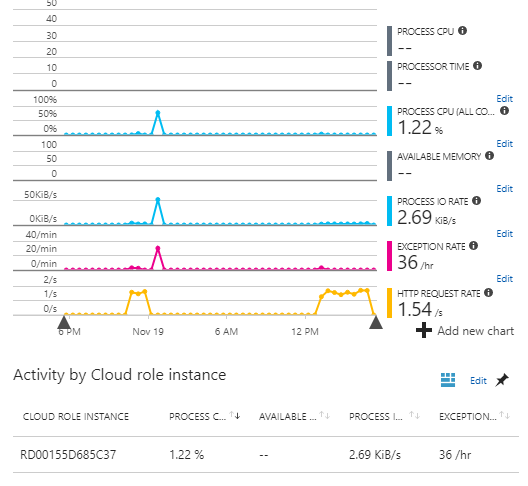 50
40
30
20
10
0
PROCESS CPU
--
PROCESSOR TIME
--
Edit
100%
50%
0%
PROCESS CPU (ALL CO...
1.22 %
Edit
100
50
0
AVAILABLE MEMORY
--
Edit
50KiB/s
0KiB/s
PROCESS IO RATE
2.69 KiB/s
Edit
40/min
20/min
0/min
EXCEPTION RATE
36 /hr
Edit
2/s
1/s
0/s
HTTP REQUEST RATE
1.54 /s
6 PM Nov 19 6 AM 12 PM
Add new chart
Activity by Cloud role instance
Edit
CLOUD ROLE INSTANCE PROCESS C... ↑↓ AVAILABLE ... ↑↓ PROCESS I... ↑↓ EXCEPTION... ↑↓
RD00155D685C37 1.22 % -- 2.69 KiB/s 36 /hr